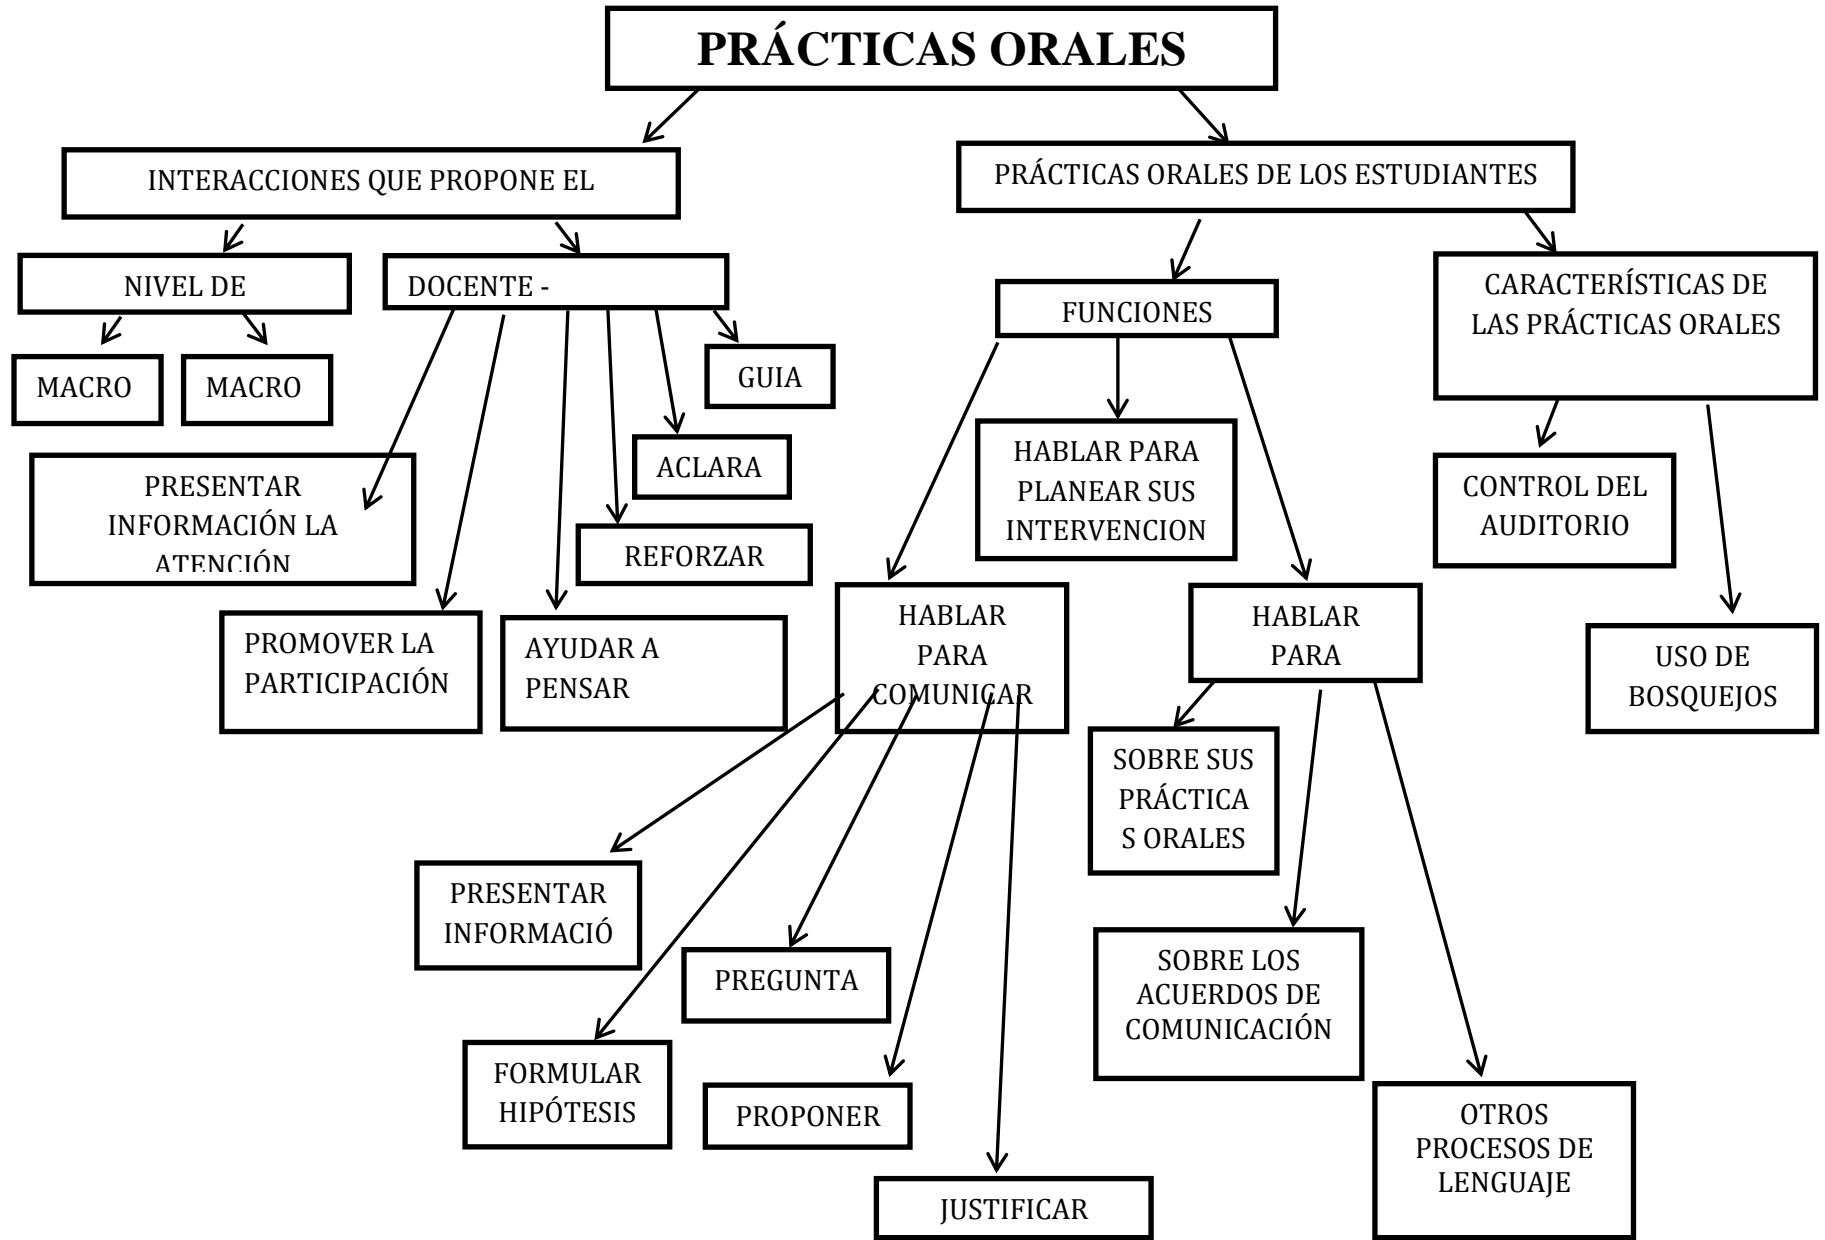 PRÁCTICAS ORALES
INTERACCIONES QUE PROPONE EL
PRÁCTICAS ORALES DE LOS ESTUDIANTES
NIVEL DE
DOCENTE -
FUNCIONES
CARACTERÍSTICAS DE
LAS PRÁCTICAS ORALES
MACRO
MACRO
GUIA
ACLARA
HABLAR PARA
PLANEAR SUS
INTERVENCION
CONTROL DEL
AUDITORIO
PRESENTAR
INFORMACIÓN LA
ATENCIÓN
REFORZAR
PROMOVER LA
PARTICIPACIÓN
AYUDAR A
PENSAR
HABLAR
PARA
COMUNICAR
HABLAR
PARA
USO DE
BOSQUEJOS
SOBRE SUS
PRÁCTICA
S ORALES
PRESENTAR
INFORMACIÓ
PREGUNTA
SOBRE LOS
ACUERDOS DE
COMUNICACIÓN
FORMULAR
HIPÓTESIS
PROPONER
OTROS
PROCESOS DE
LENGUAJE
JUSTIFICAR